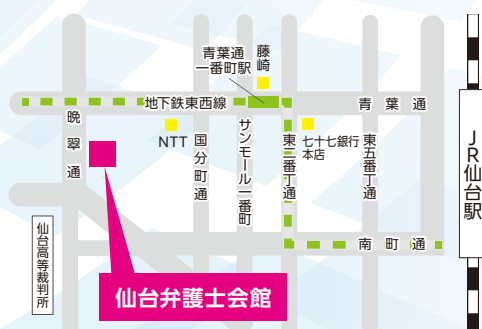 藤崎
青葉通
一番町駅
地下鉄東西線
青葉通
晩翠通
NTT
国分町通
サンモール一番町
東二番丁通
七十七銀行
本店
東五番丁通
JR仙台駅
南町通
仙台高等裁判所
仙台弁護士会館